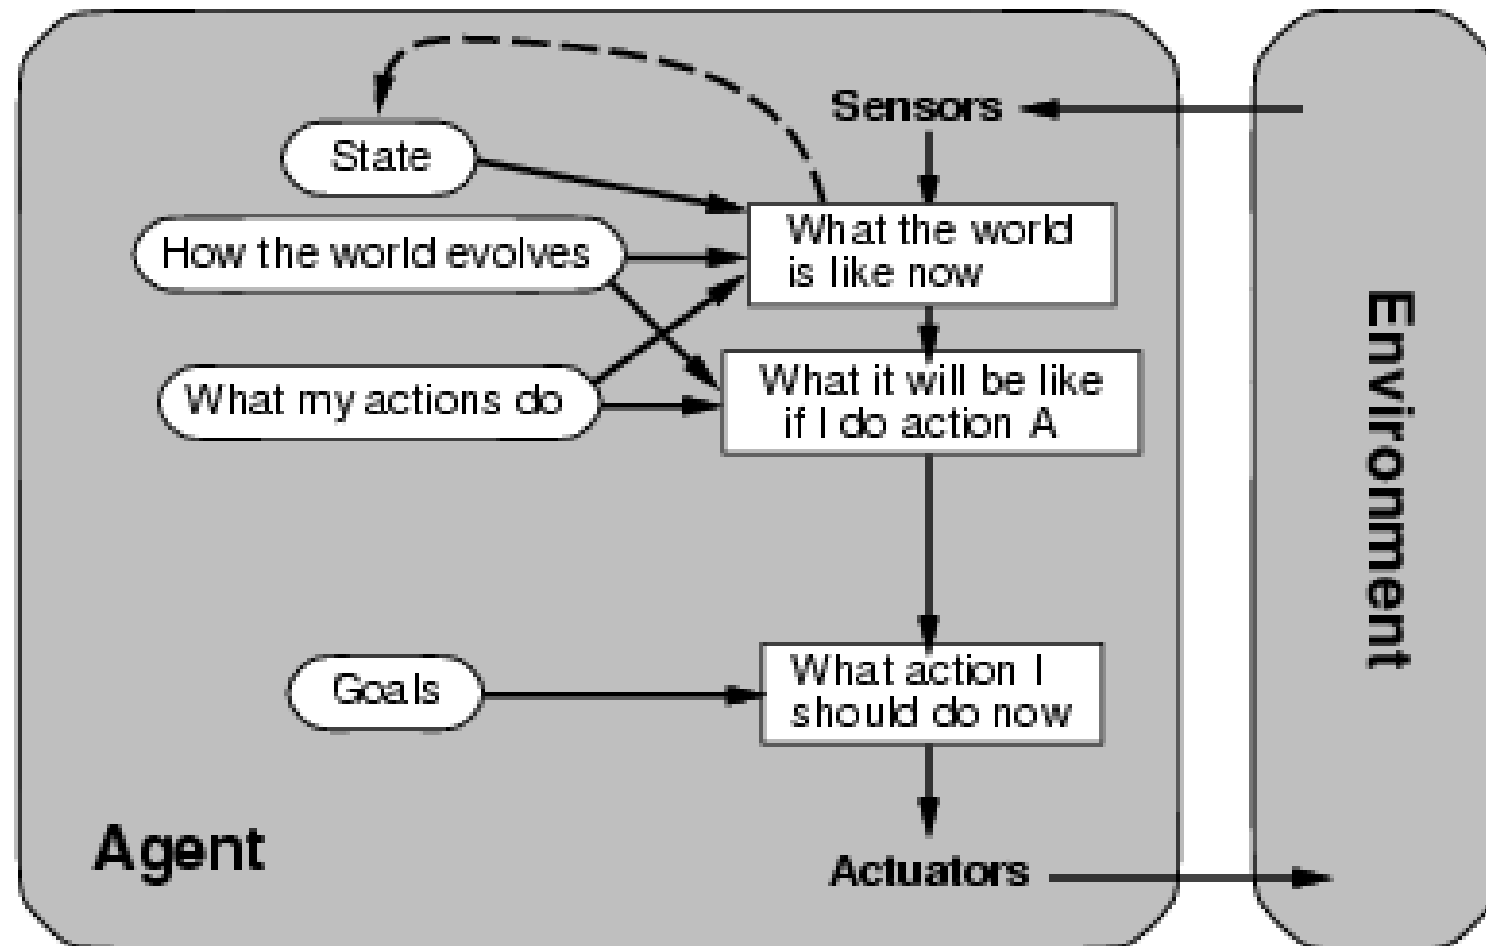 Sensors
State
What the world
is like now
How the world evolves
What my actions do
What it will be like
if I do action A
Goals
What action I
should do now
Agent
Actuators
Environment